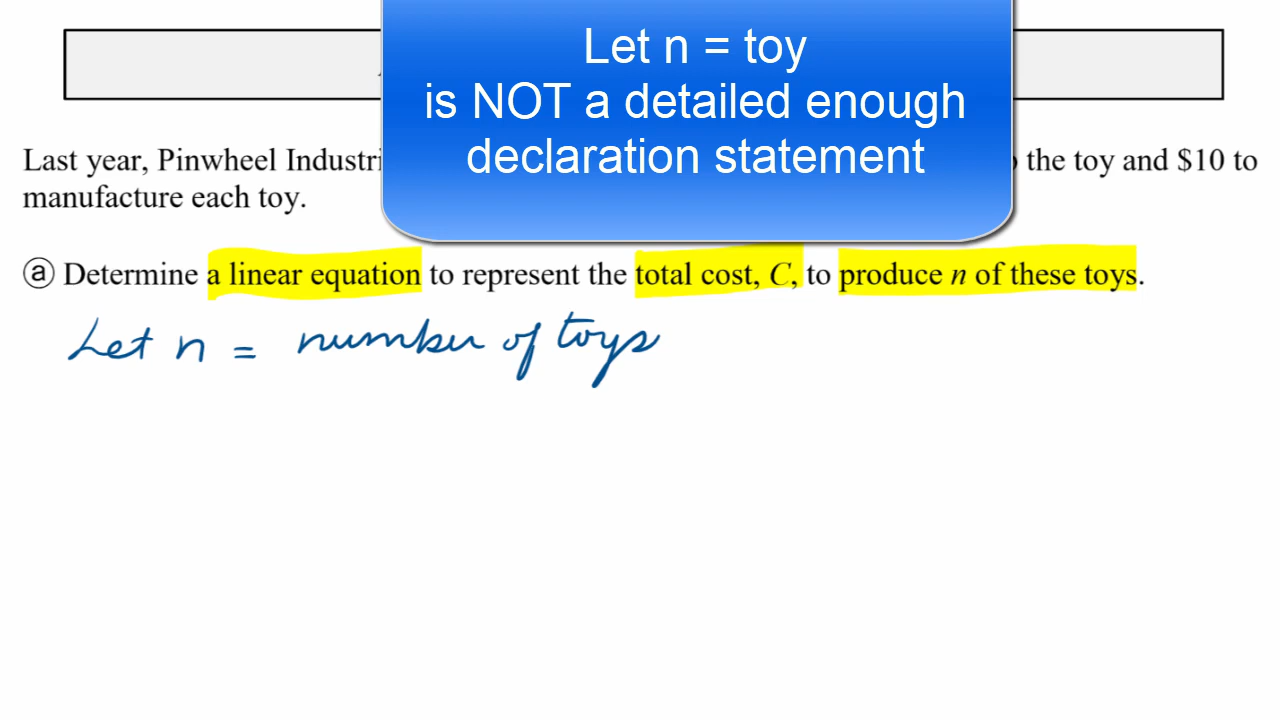 Let n = toy
is NOT a detailed enough
declaration statement
Last year, Pinwheel the toy and $10 to
manufacture each toy.
ⓐ Determine a linear equation to represent the total cost, C, to produce n of these toys.
Let n = number of toys